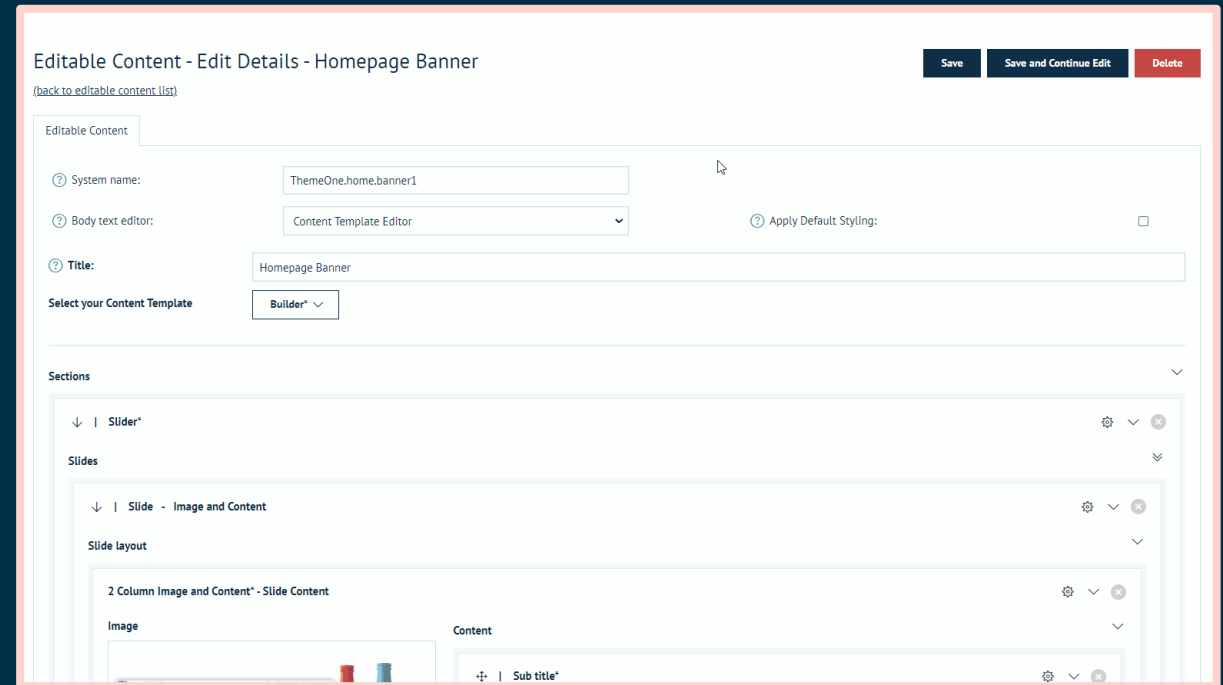 Editable Content - Edit Details - Homepage Banner
Save
Save and Continue Edit
Delete
(back to editable content list)
Editable Content
? System name:
ThemeOne.home.banner1
? Body text editor:
Content Template Editor
? Apply Default Styling:
? Title:
Homepage Banner
Select your Content Template
Builder*
Sections
| Slider*
Slides
| Slide - Image and Content
Slide layout
2 Column Image and Content* - Slide Content
Image
Content
| Sub title*